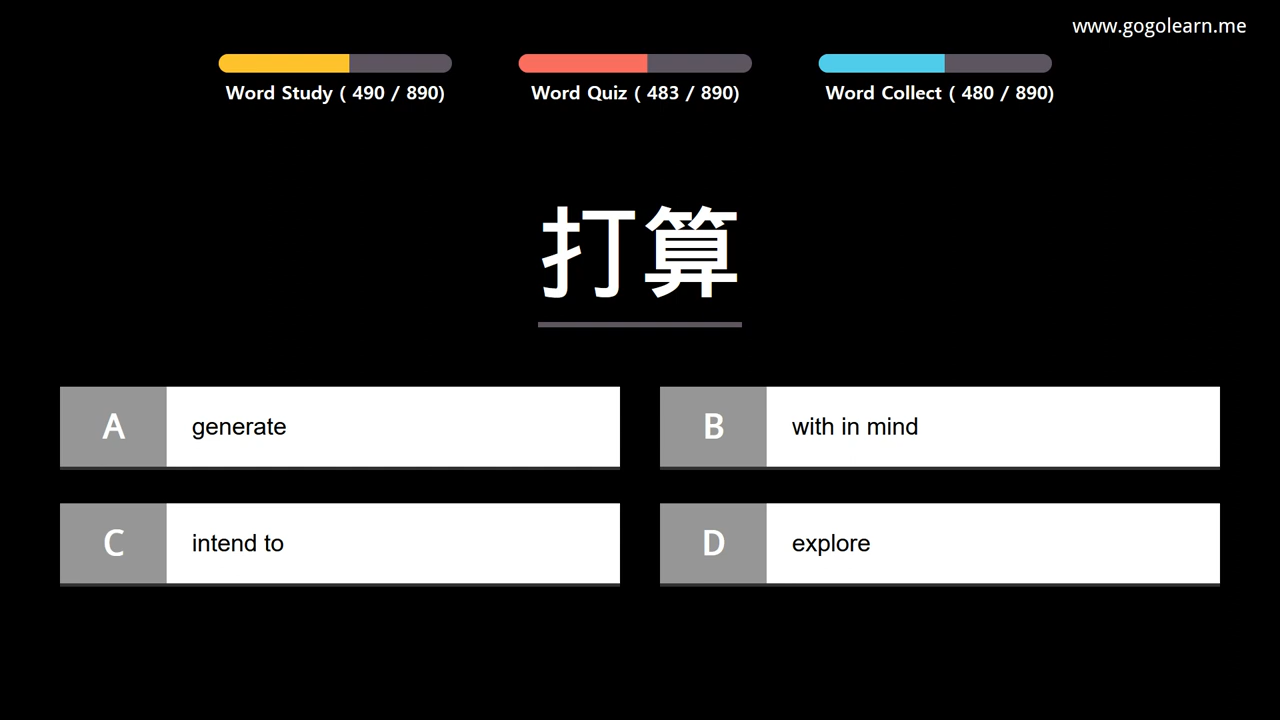 www.gogolearn.me
Word Study ( 490 / 890)
Word Quiz ( 483 / 890)
Word Collect ( 480 / 890)
打算
A generate
B with in mind
C intend to
D explore